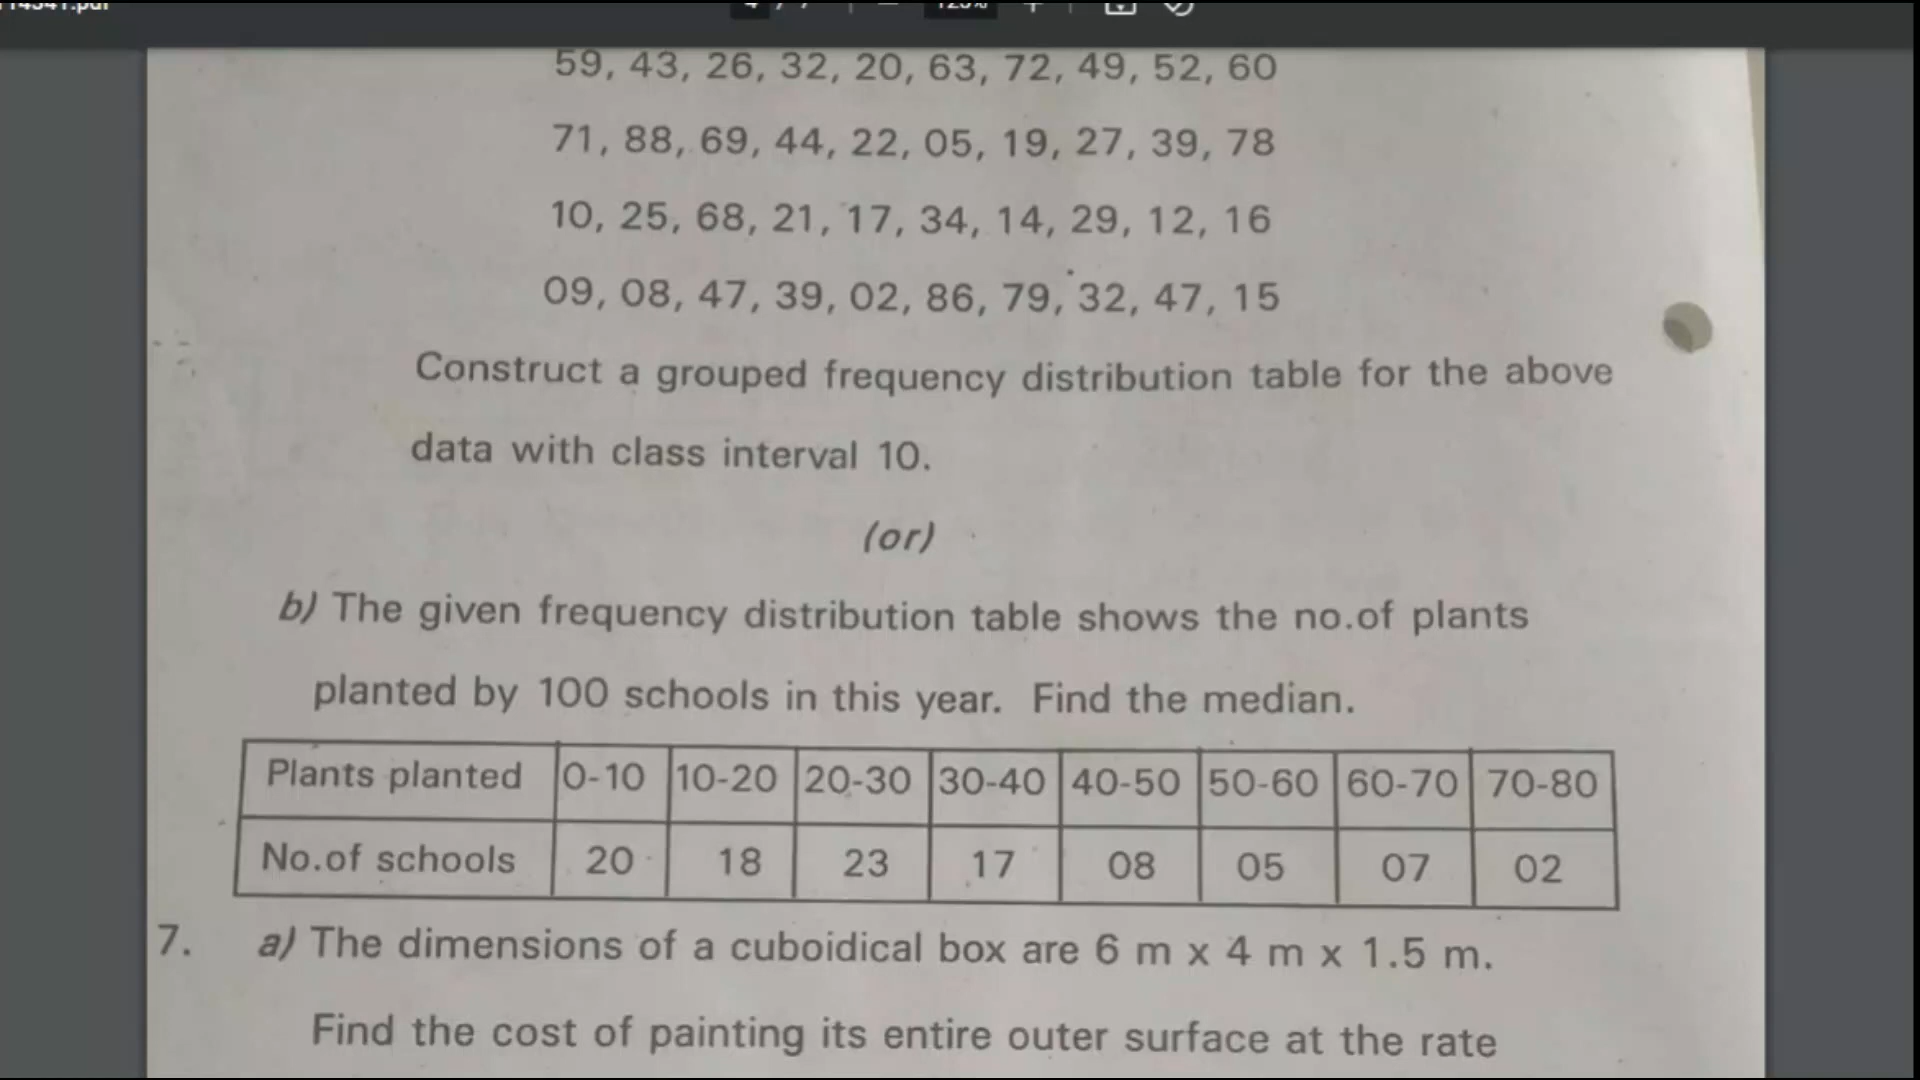 59, 43, 26, 32, 20, 63, 72, 49, 52, 60
71, 88, 69, 44, 22, 05, 19, 27, 39, 78
10, 25, 68, 21, 17, 34, 14, 29, 12, 16
09, 08, 47, 39, 02, 86, 79, 32, 47, 15
Construct a grouped frequency distribution table for the above
data with class interval 10.
(or)
b) The given frequency distribution table shows the no.of plants
planted by 100 schools in this year. Find the median.
Plants planted 0-10 10-20 20-30 30-40 40-50 50-60 60-70 70-80
No.of schools 20 18 23 17 08 05 07 02
7. a) The dimensions of a cuboidical box are 6 m x 4 m x 1.5 m.
Find the cost of painting its entire outer surface at the rate